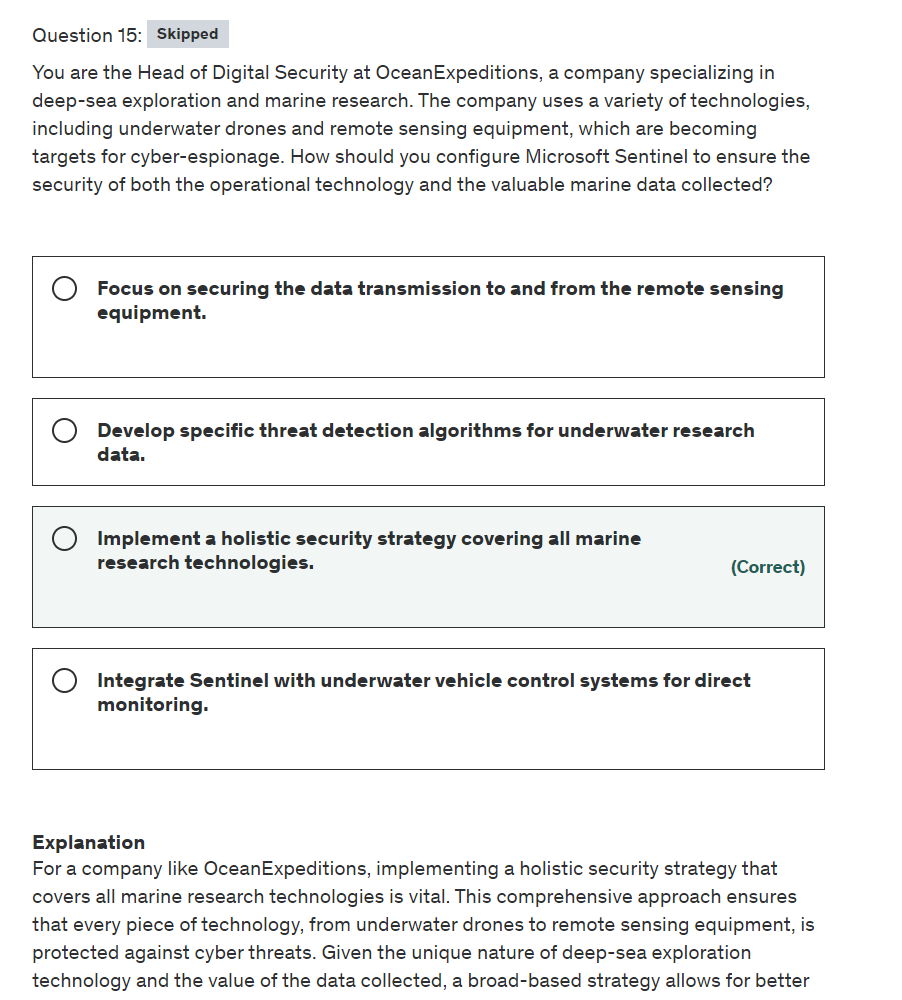 Question 15: Skipped
You are the Head of Digital Security at OceanExpeditions, a company specializing in
deep-sea exploration and marine research. The company uses a variety of technologies,
including underwater drones and remote sensing equipment, which are becoming
targets for cyber-espionage. How should you configure Microsoft Sentinel to ensure the
security of both the operational technology and the valuable marine data collected?
Focus on securing the data transmission to and from the remote sensing
equipment.
Develop specific threat detection algorithms for underwater research
data.
Implement a holistic security strategy covering all marine
research technologies.
(Correct)
Integrate Sentinel with underwater vehicle control systems for direct
monitoring.
Explanation
For a company like OceanExpeditions, implementing a holistic security strategy that
covers all marine research technologies is vital. This comprehensive approach ensures
that every piece of technology, from underwater drones to remote sensing equipment, is
protected against cyber threats. Given the unique nature of deep-sea exploration
technology and the value of the data collected, a broad-based strategy allows for better